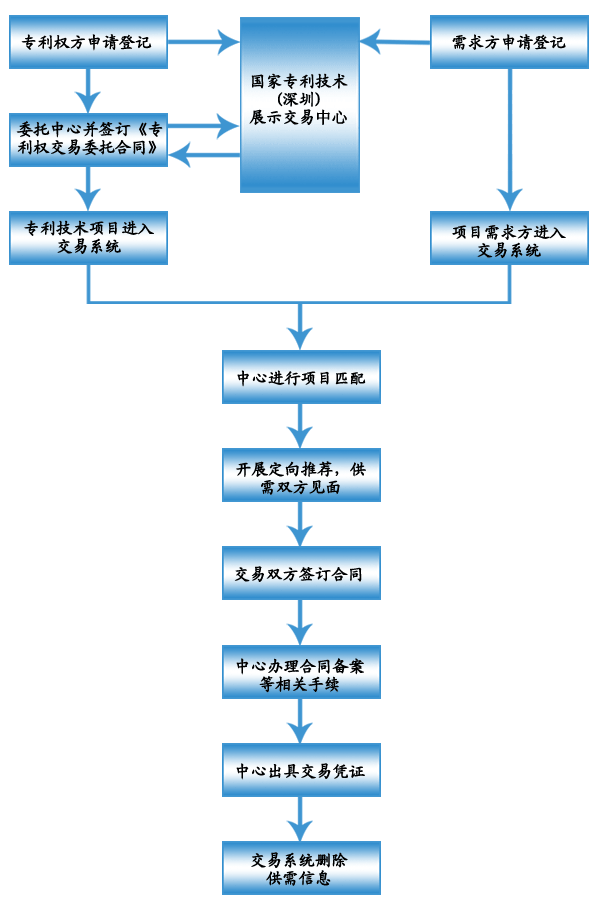 专利权方申请登记
国家专利技术
(深圳)
展示交易中心
需求方申请登记
委托中心并签订《专
利权交易委托合同》
专利技术项目进入
交易系统
项目需求方进入
交易系统
中心进行项目匹配
开展定向推荐，供
需双方见面
交易双方签订合同
中心办理合同备案
等相关手续
中心出具交易凭证
交易系统删除
供需信息